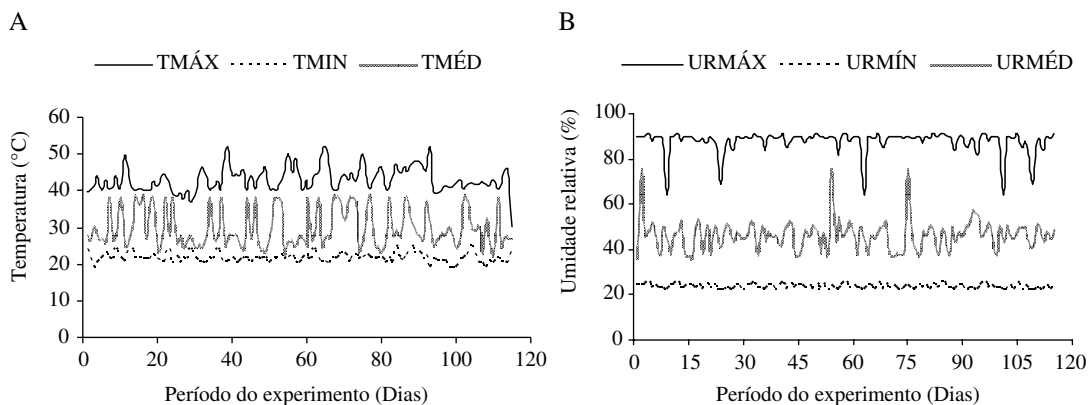 A
TMÁX TMIN TMÉD
60
50
40
30
20
10
0
Temperatura (°C)
0 20 40 60 80 100 120
Período do experimento (Dias)
B
URMÁX URMÍN URMÉD
100
80
60
40
20
0
Umidade relativa (%)
0 15 30 45 60 75 90 105 120
Período do experimento (Dias)